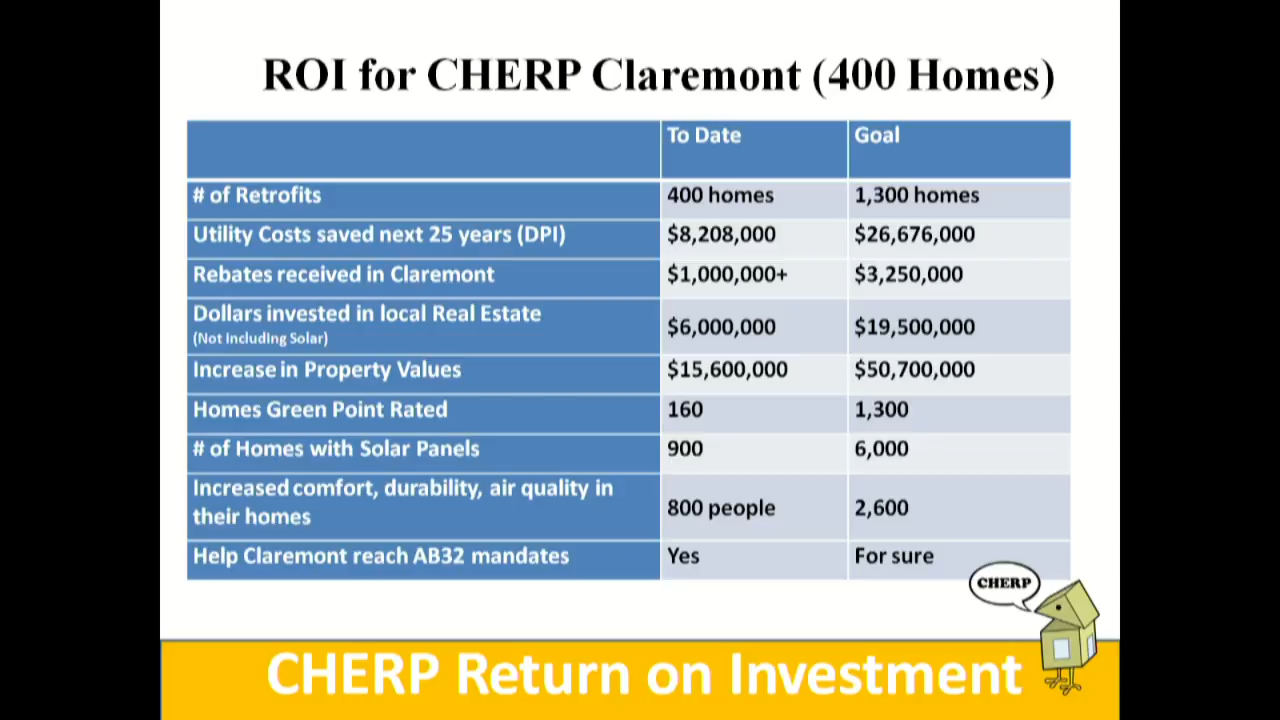 ROI for CHERP Claremont (400 Homes)
To Date Goal
# of Retrofits 400 homes 1,300 homes
Utility Costs saved next 25 years (DPI) $8,208,000 $26,676,000
Rebates received in Claremont $1,000,000+ $3,250,000
Dollars invested in local Real Estate
(Not Including Solar) $6,000,000 $19,500,000
Increase in Property Values $15,600,000 $50,700,000
Homes Green Point Rated 160 1,300
# of Homes with Solar Panels 900 6,000
Increased comfort, durability, air quality in
their homes 800 people 2,600
Help Claremont reach AB32 mandates Yes For sure
CHERP
CHERP Return on Investment